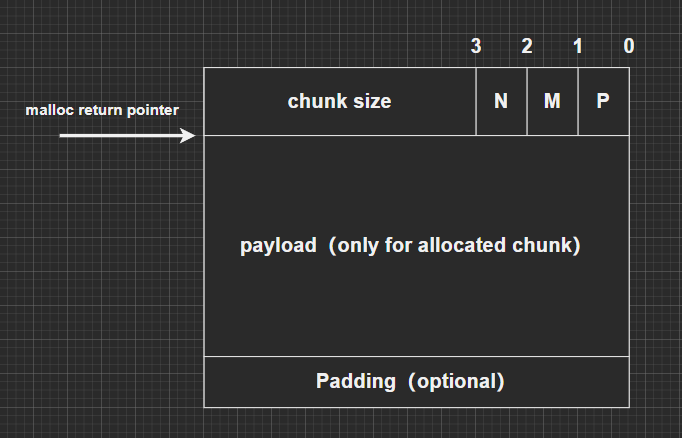 3 2 1 0
chunk size N M P
malloc return pointer
payload（only for allocated chunk）
Padding（optional）